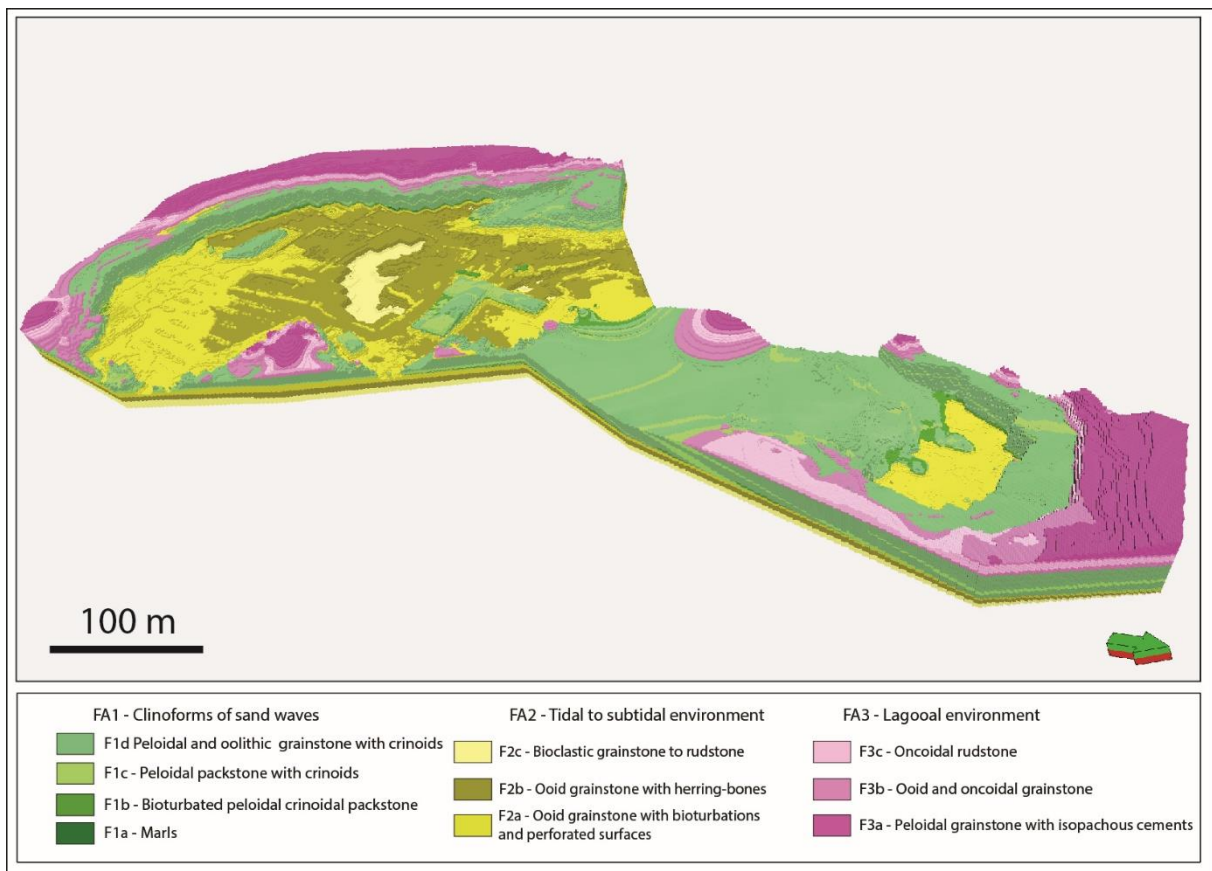 100 m
FA1 - Clinoforms of sand waves
F1d Peloidal and oolithic grainstone with crinoids
F1c - Peloidal packstone with crinoids
F1b - Bioturbated peloidal crinoidal packstone
F1a - Marls
FA2 - Tidal to subtidal environment
F2c - Bioclastic grainstone to rudstone
F2b - Ooid grainstone with herring-bones
F2a - Ooid grainstone with bioturbations
and perforated surfaces
FA3 - Lagooal environment
F3c - Oncoidal rudstone
F3b - Ooid and oncoidal grainstone
F3a - Peloidal grainstone with isopachous cements